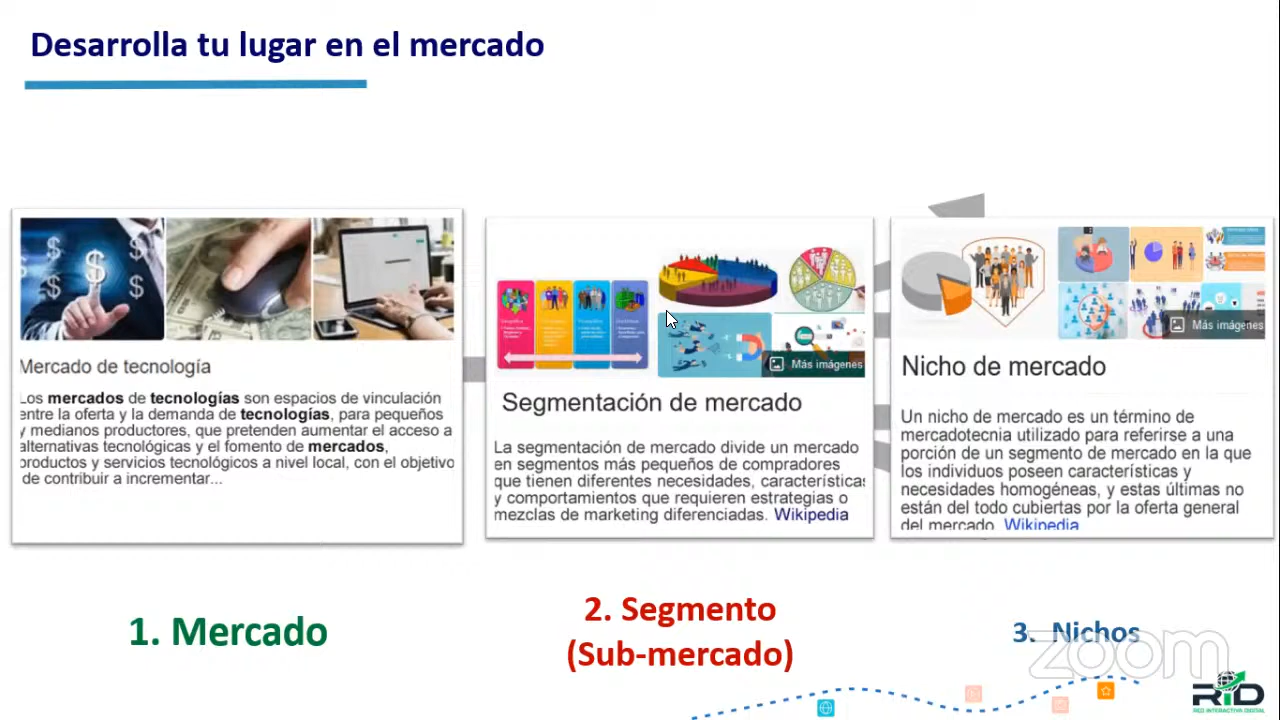 Desarrolla tu lugar en el mercado
Mercado de tecnología
Los mercados de tecnologías son espacios de vinculación
entre la oferta y la demanda de tecnologías, para pequeños
y medianos productores, que pretenden aumentar el acceso a
alternativas tecnológicas y el fomento de mercados,
productos y servicios tecnológicos a nivel local, con el objetivo
de contribuir a incrementar...
Más imágenes
Segmentación de mercado
La segmentación de mercado divide un mercado
en segmentos más pequeños de compradores
que tienen diferentes necesidades, características
y comportamientos que requieren estrategias o
mezclas de marketing diferenciadas. Wikipedia
Más imágenes
Nicho de mercado
Un nicho de mercado es un término de
mercadotecnia utilizado para referirse a una
porción de un segmento de mercado en la que
los individuos poseen características y
necesidades homogéneas, y estas últimas no
están del todo cubiertas por la oferta general
del mercado. Wikipedia
1. Mercado
2. Segmento
(Sub-mercado)
3. Nichos
zoom
RID
RED INTERACTIVA DIGITAL